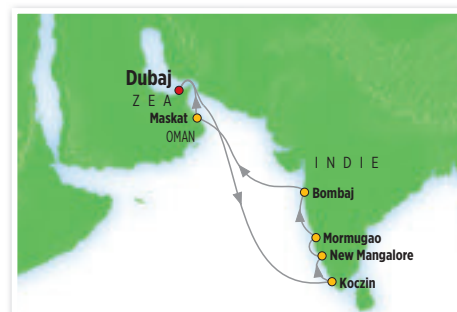 Dubaj
ZEA
Maskat
OMAN
INDIE
Bombaj
Mormugao
New Mangalore
Koczin